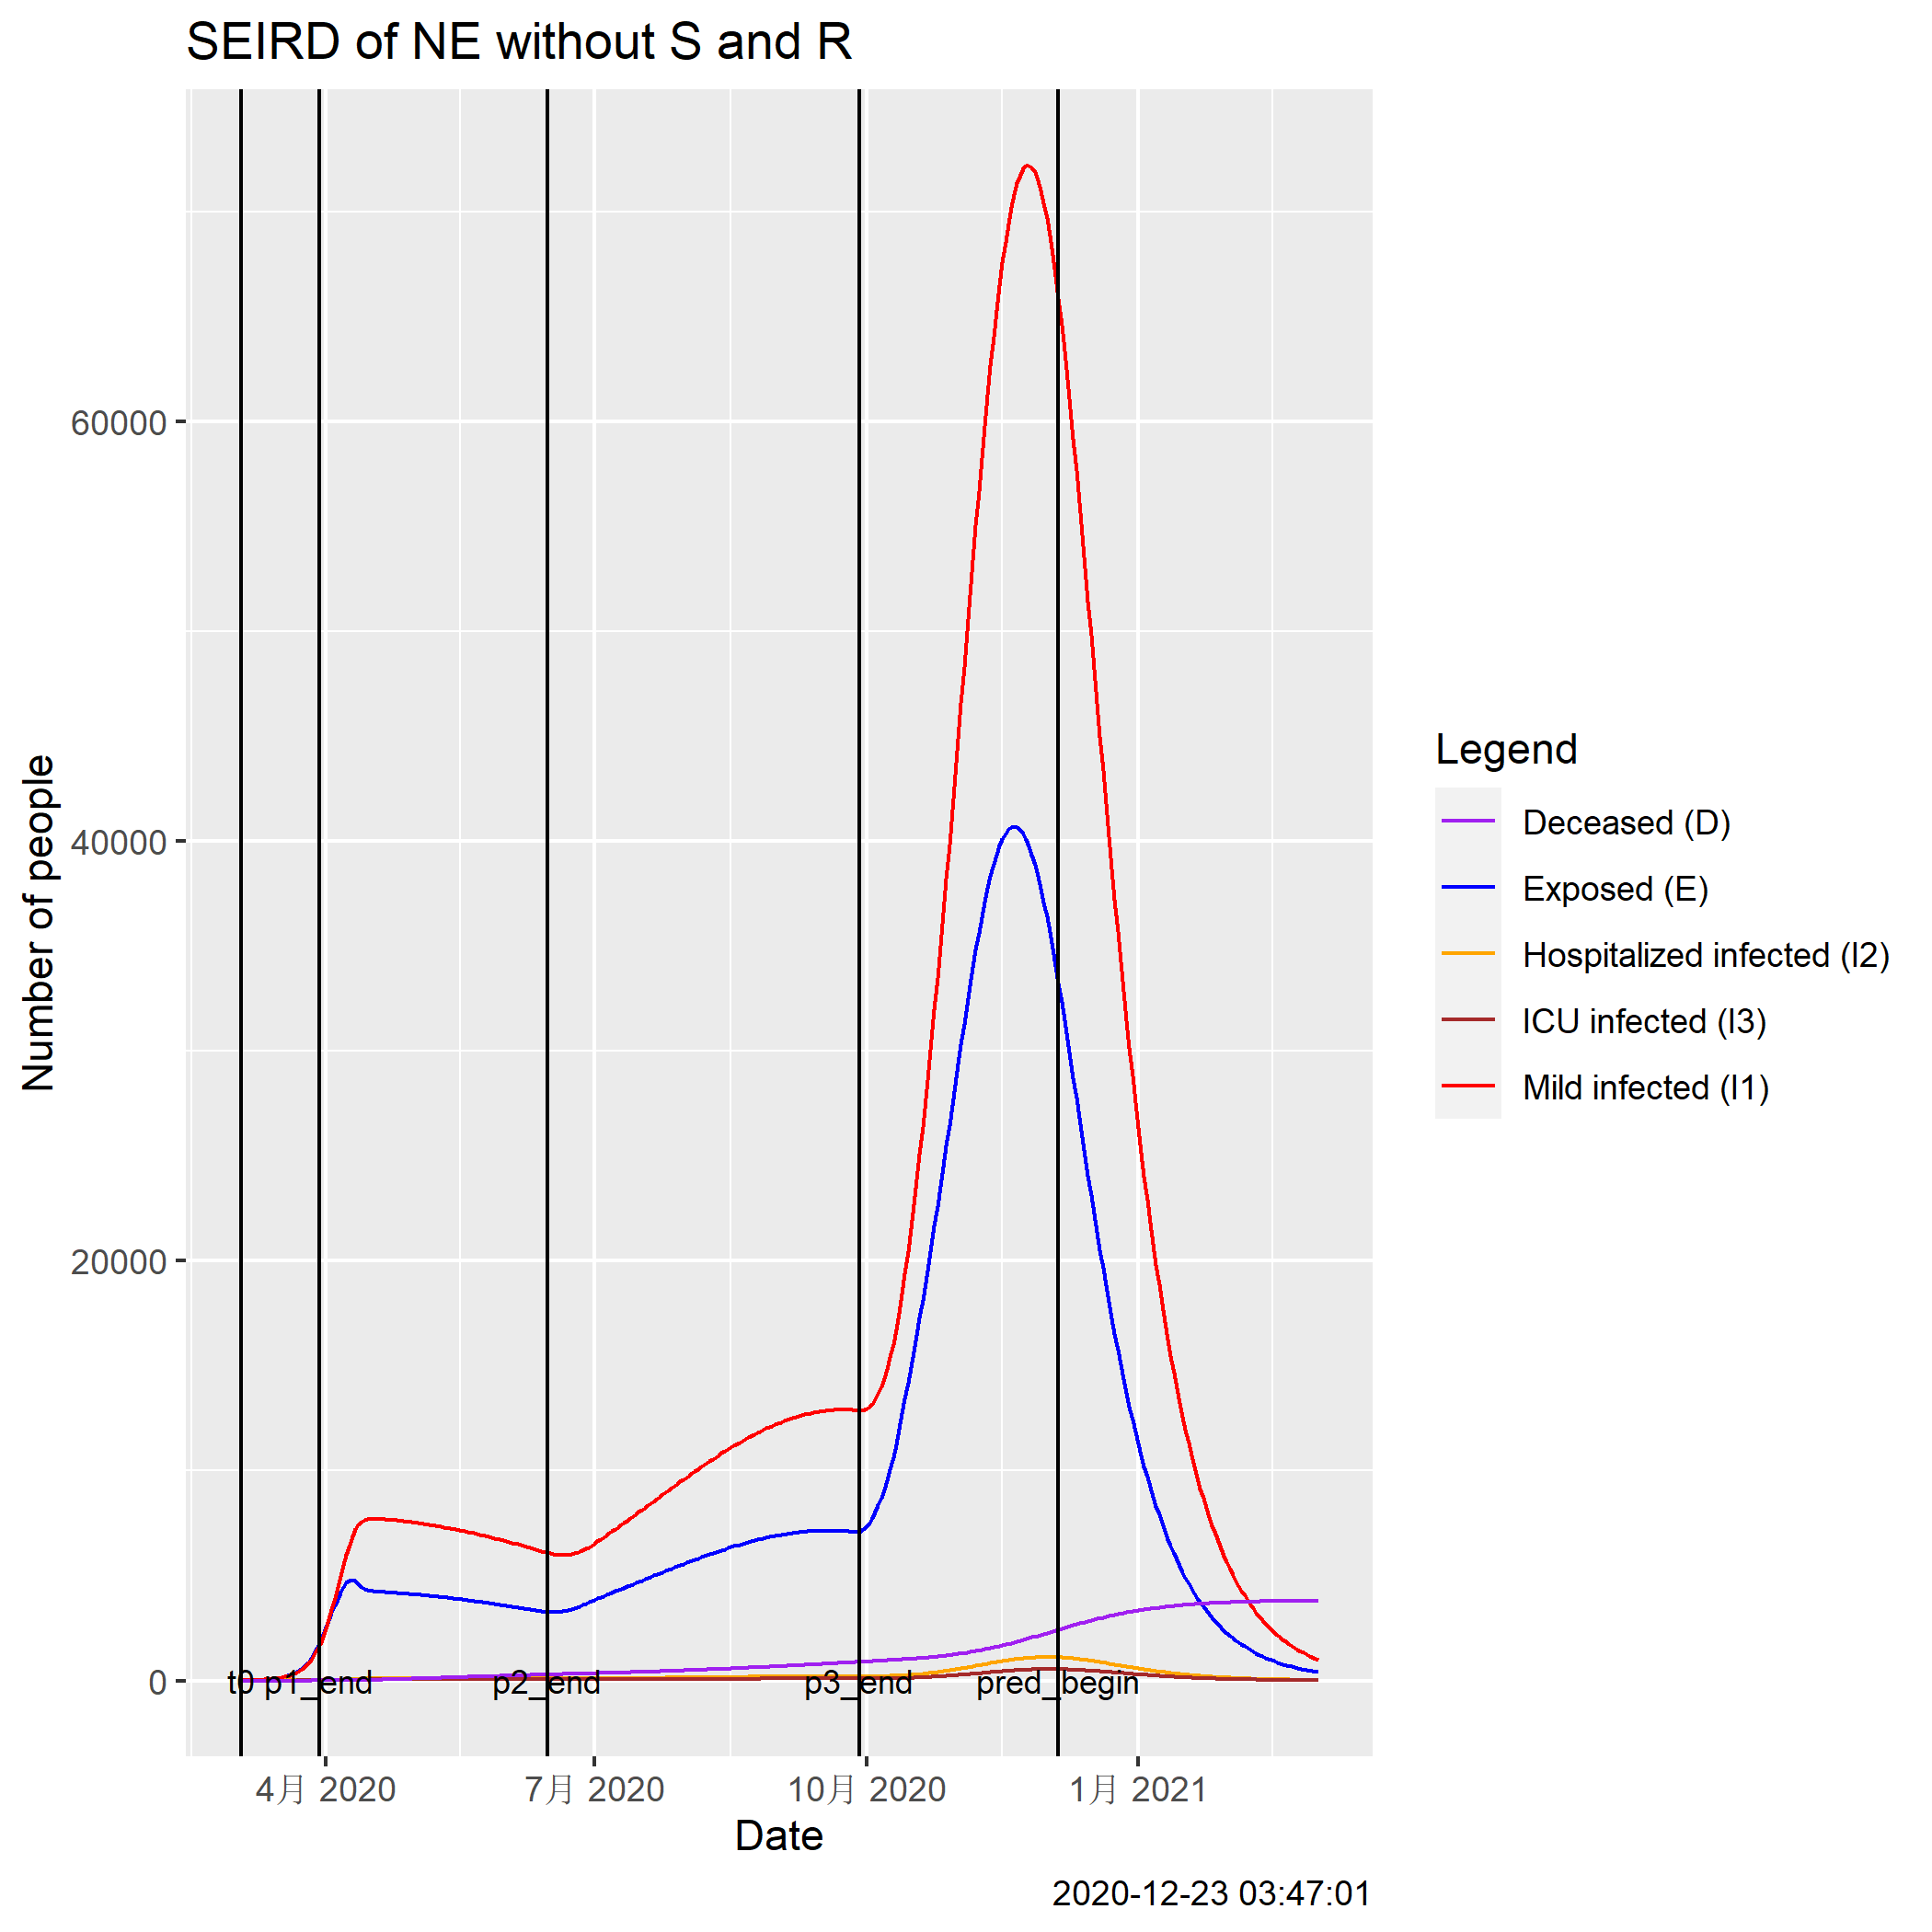 SEIRD of NE without S and R
Number of people
60000
40000
20000
0
t0 p1_end p2_end p3_end pred_begin
4月 2020 7月 2020 10月 2020 1月 2021
Date
Legend
Deceased (D)
Exposed (E)
Hospitalized infected (I2)
ICU infected (I3)
Mild infected (I1)
2020-12-23 03:47:01